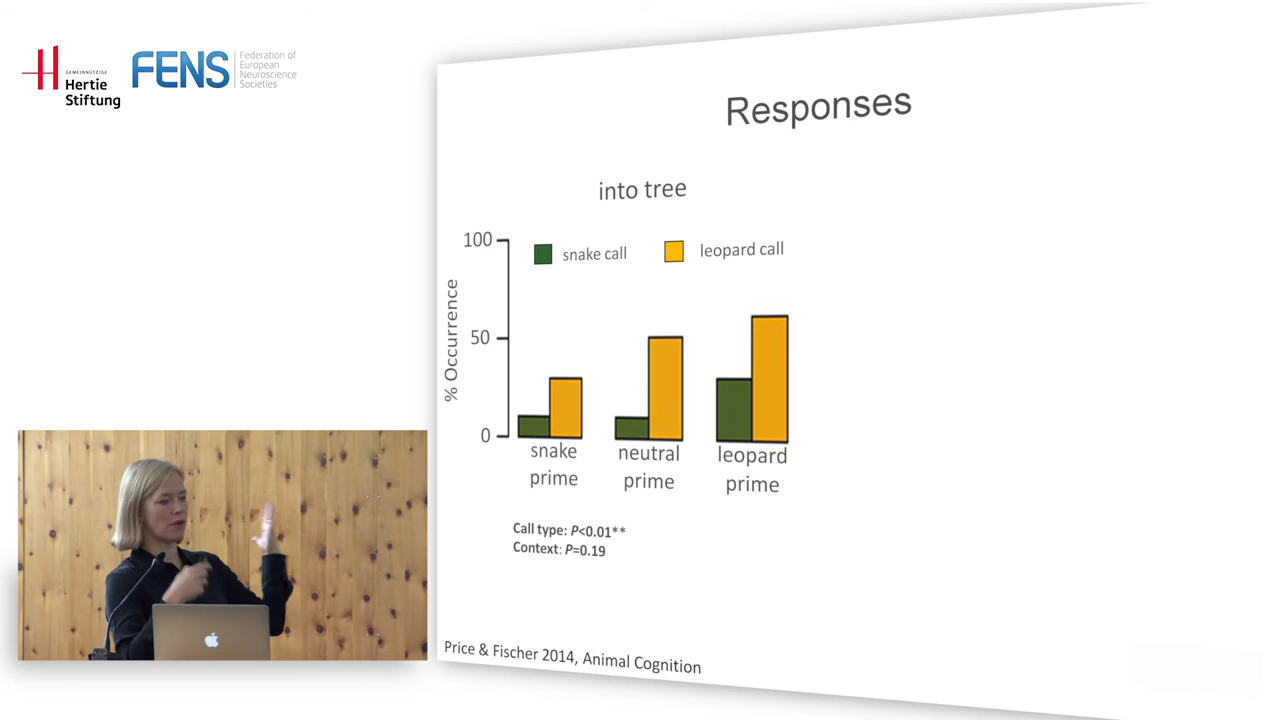 GEMEINNÜTZIGE
Hertie
Stiftung
FENS
Federation of
European
Neuroscience
Societies
Responses
into tree
100
50
0
% Occurrence
snake call
leopard call
snake
prime
neutral
prime
leopard
prime
Call type: P<0.01**
Context: P=0.19
Price & Fischer 2014, Animal Cognition